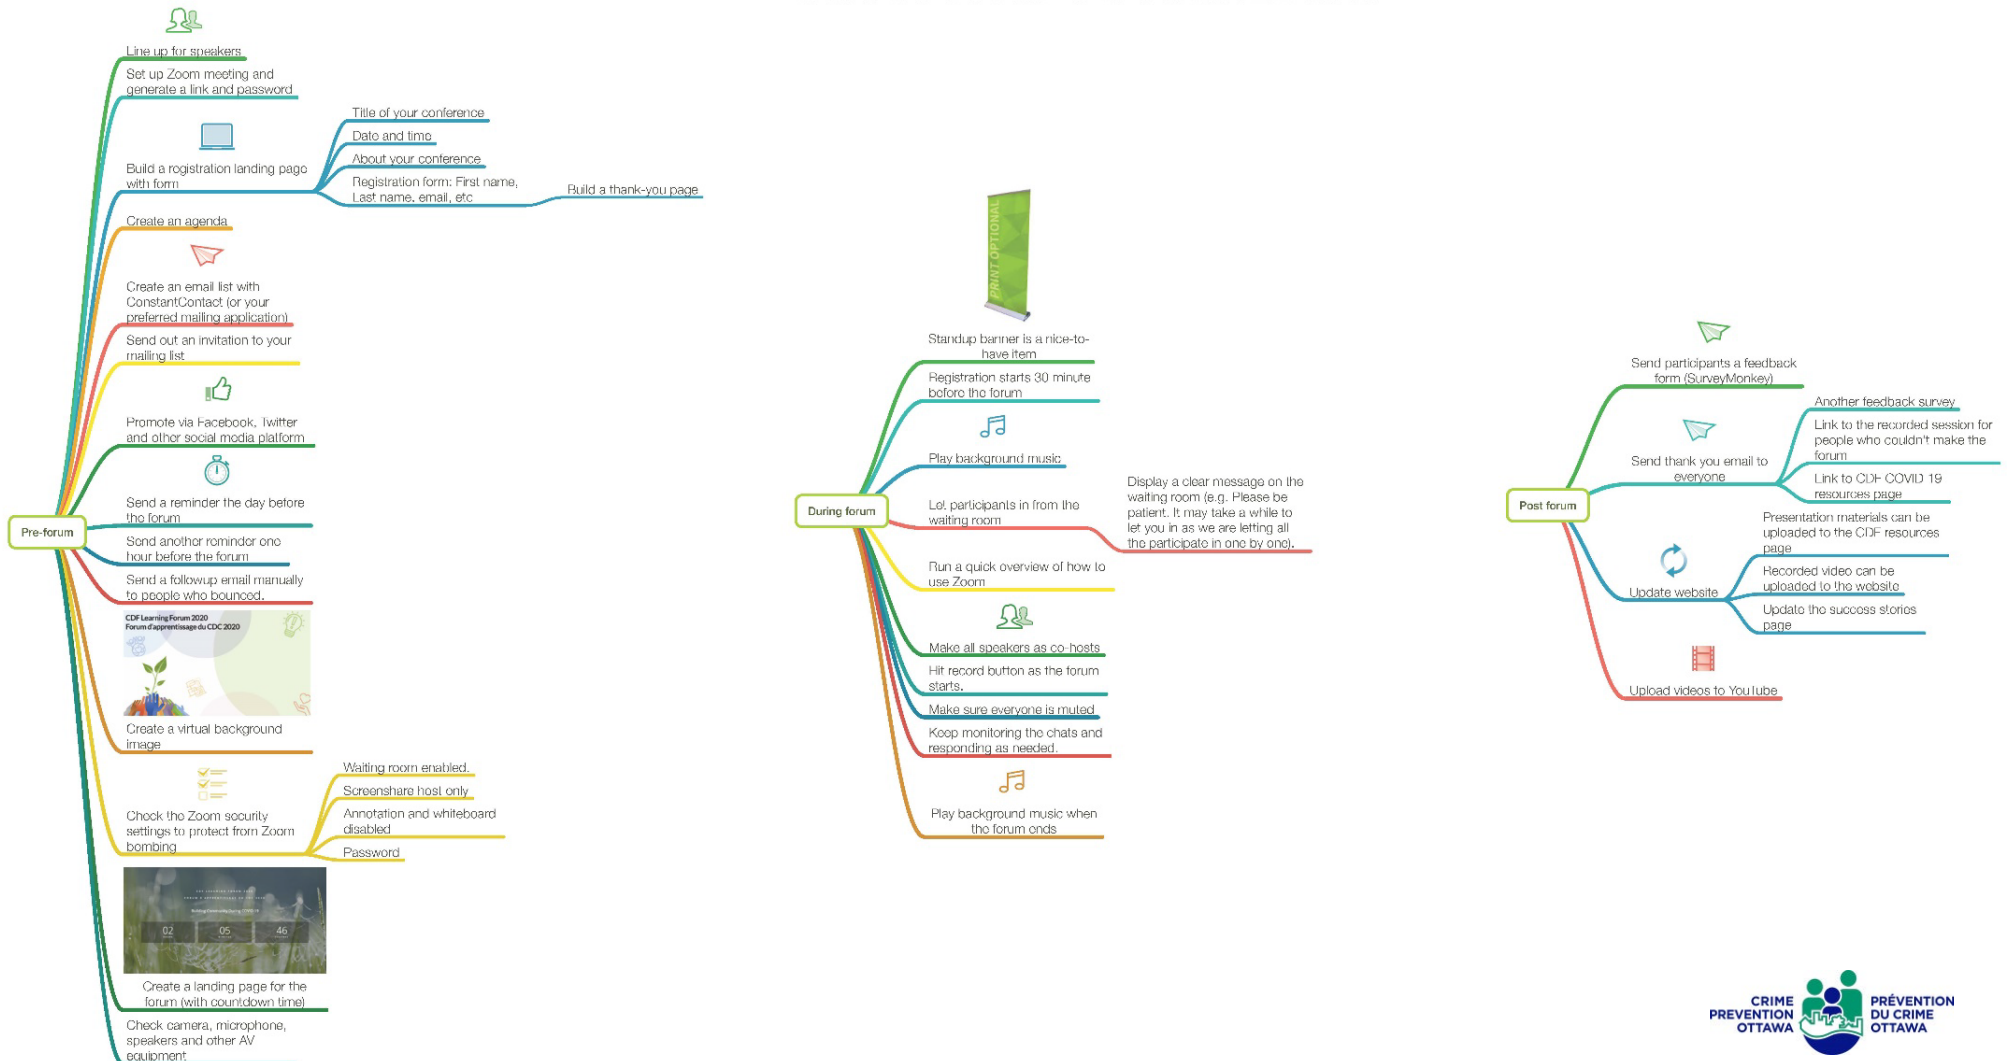 Line up for speakers
Set up Zoom meeting and
generate a link and password
Build a registration landing page
with form
Title of your conference
Date and time
About your conference
Registration form: First name,
Last name, email, etc
Build a thank-you page
Create an agenda
Create an email list with
ConstantContact (or your
preferred mailing application)
Send out an invitation to your
mailing list
Promote via Facebook, Twitter
and other social media platform
Send a reminder the day before
the forum
Pre-forum
Send another reminder one
hour before the forum
Send a followup email manually
to people who bounced.
CDF Learning Forum 2020
Forum d'apprentissage du CDC 2020
Create a virtual background
image
Check the Zoom security
settings to protect from Zoom
bombing
Waiting room enabled.
Screenshare host only
Annotation and whiteboard
disabled
Password
02
05
46
Create a landing page for the
forum (with countdown time)
Check camera, microphone,
speakers and other AV
equipment
PRINT OPTIONAL
Standup banner is a nice-to-
have item
Registration starts 30 minute
before the forum
Play background music
During forum
Let participants in from the
waiting room
Display a clear message on the
waiting room (e.g. Please be
patient. It may take a while to
let you in as we are letting all
the participate in one by one).
Run a quick overview of how to
use Zoom
Make all speakers as co-hosts
Hit record button as the forum
starts.
Make sure everyone is muted
Keep monitoring the chats and
responding as needed.
Play background music when
the forum ends
Post forum
Send participants a feedback
form (SurveyMonkey)
Send thank you email to
everyone
Another feedback survey
Link to the recorded session for
people who couldn't make the
forum
Link to CDF COVID 19
resources page
Update website
Presentation materials can be
uploaded to the CDF resources
page
Recorded video can be
uploaded to the website
Update the success stories
page
Upload videos to YouTube
CRIME
PREVENTION
OTTAWA
PRÉVENTION
DU CRIME
OTTAWA